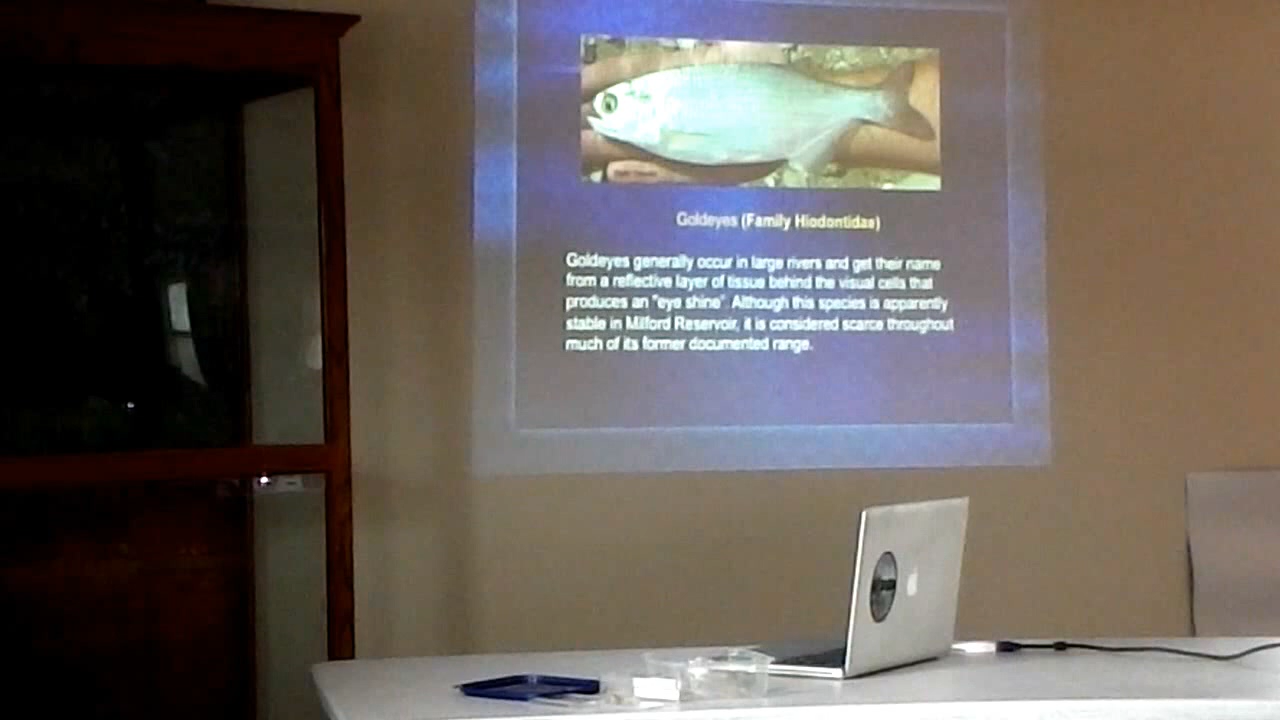 Goldeyes (Family Hiodontidae)
Goldeyes generally occur in large rivers and get their name
from a reflective layer of tissue behind the visual cells that
produces an "eye shine". Although this species is apparently
stable in Milford Reservoir, it is considered scarce throughout
much of its former documented range.